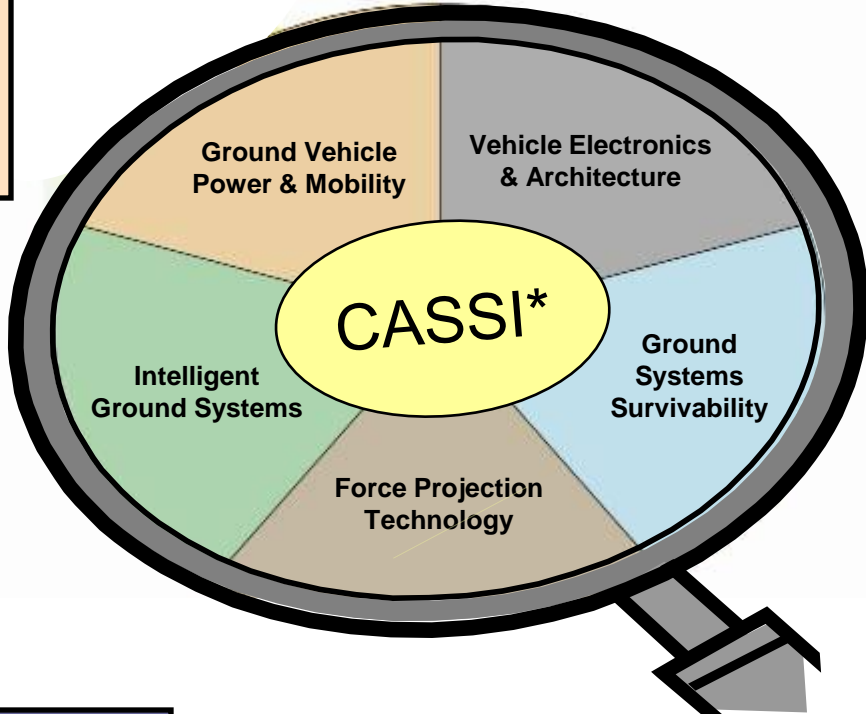 Ground Vehicle
Power & Mobility
Vehicle Electronics
& Architecture
CASSI*
Intelligent
Ground Systems
Ground
Systems
Survivability
Force Projection
Technology